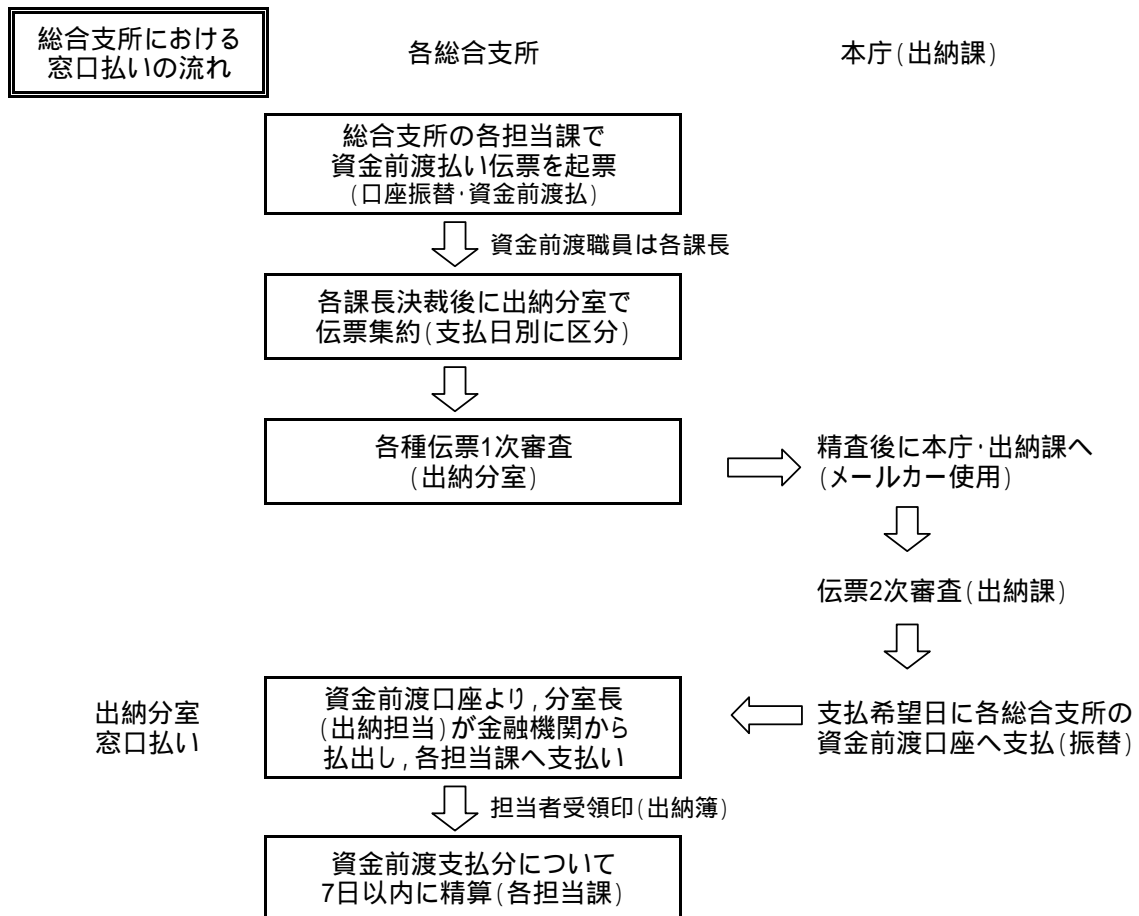 総合支所における
窓口払いの流れ
各総合支所
本庁(出納課)
総合支所の各担当課で
資金前渡払い伝票を起票
(口座振替・資金前渡払)
資金前渡職員は各課長
各課長決裁後に出納分室で
伝票集約(支払日別に区分)
各種伝票1次審査
(出納分室)
精査後に本庁・出納課へ
(メールカー使用)
伝票2次審査(出納課)
支払希望日に各総合支所の
資金前渡口座へ支払(振替)
出納分室
窓口払い
資金前渡口座より,分室長
(出納担当)が金融機関から
払出し,各担当課へ支払い
担当者受領印(出納簿)
資金前渡支払分について
7日以内に精算(各担当課)